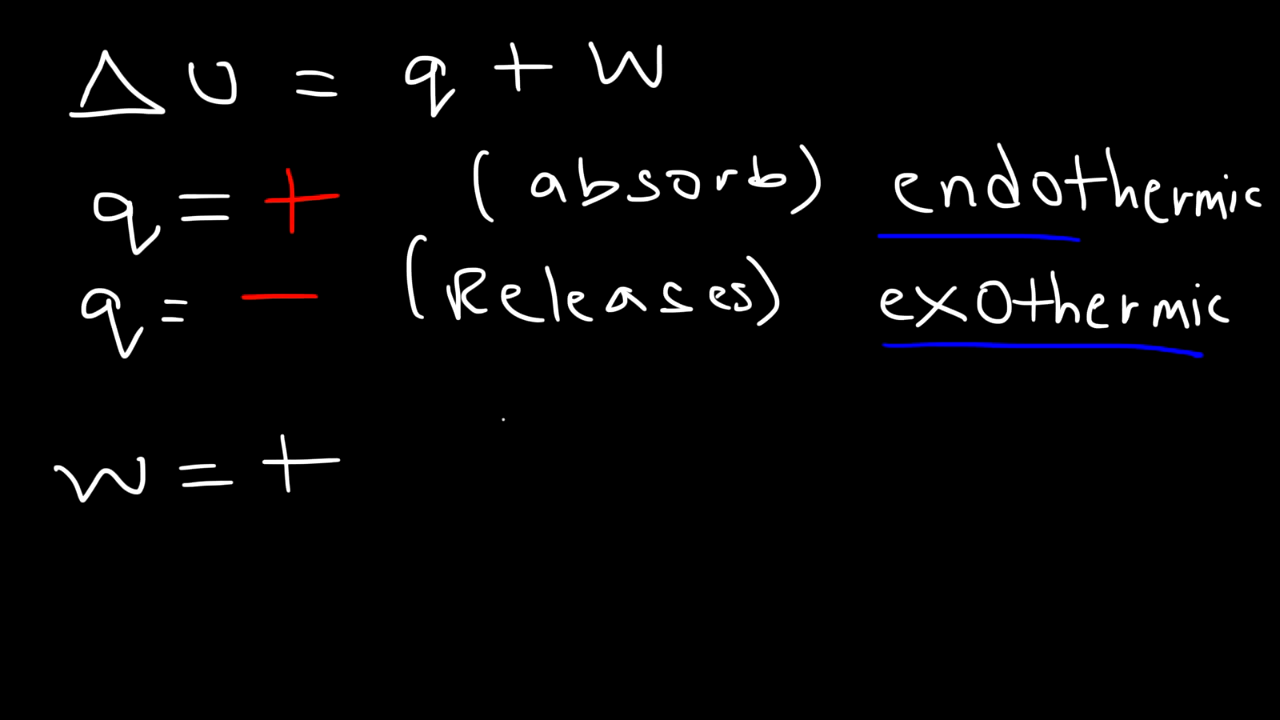 ΔU = q + w
q = + (absorb) endothermic
q = − (Releases) exothermic
w = +